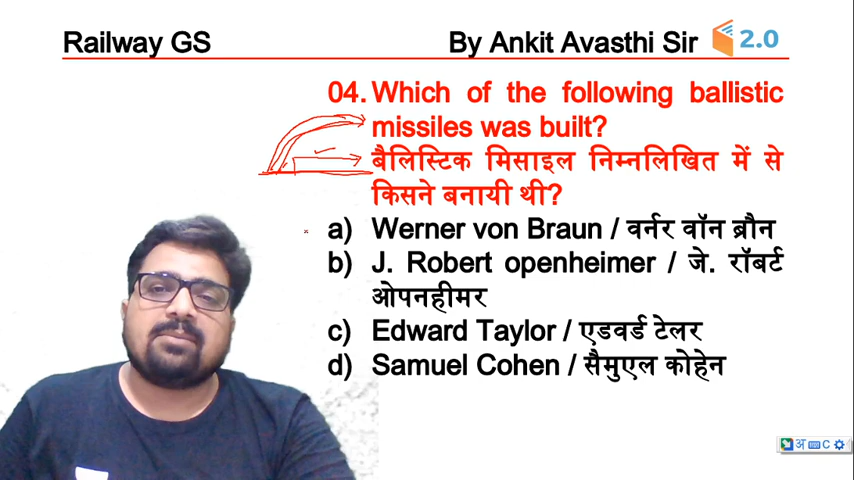 Railway GS By Ankit Avasthi Sir 2.0
04. Which of the following ballistic
missiles was built?
बैलिस्टिक मिसाइल निम्नलिखित में से
किसने बनायी थी?
a) Werner von Braun / वर्नर वॉन ब्रौन
b) J. Robert openheimer / जे. रॉबर्ट
ओपनहीमर
c) Edward Taylor / एडवर्ड टेलर
d) Samuel Cohen / सैमुएल कोहेन
अ C